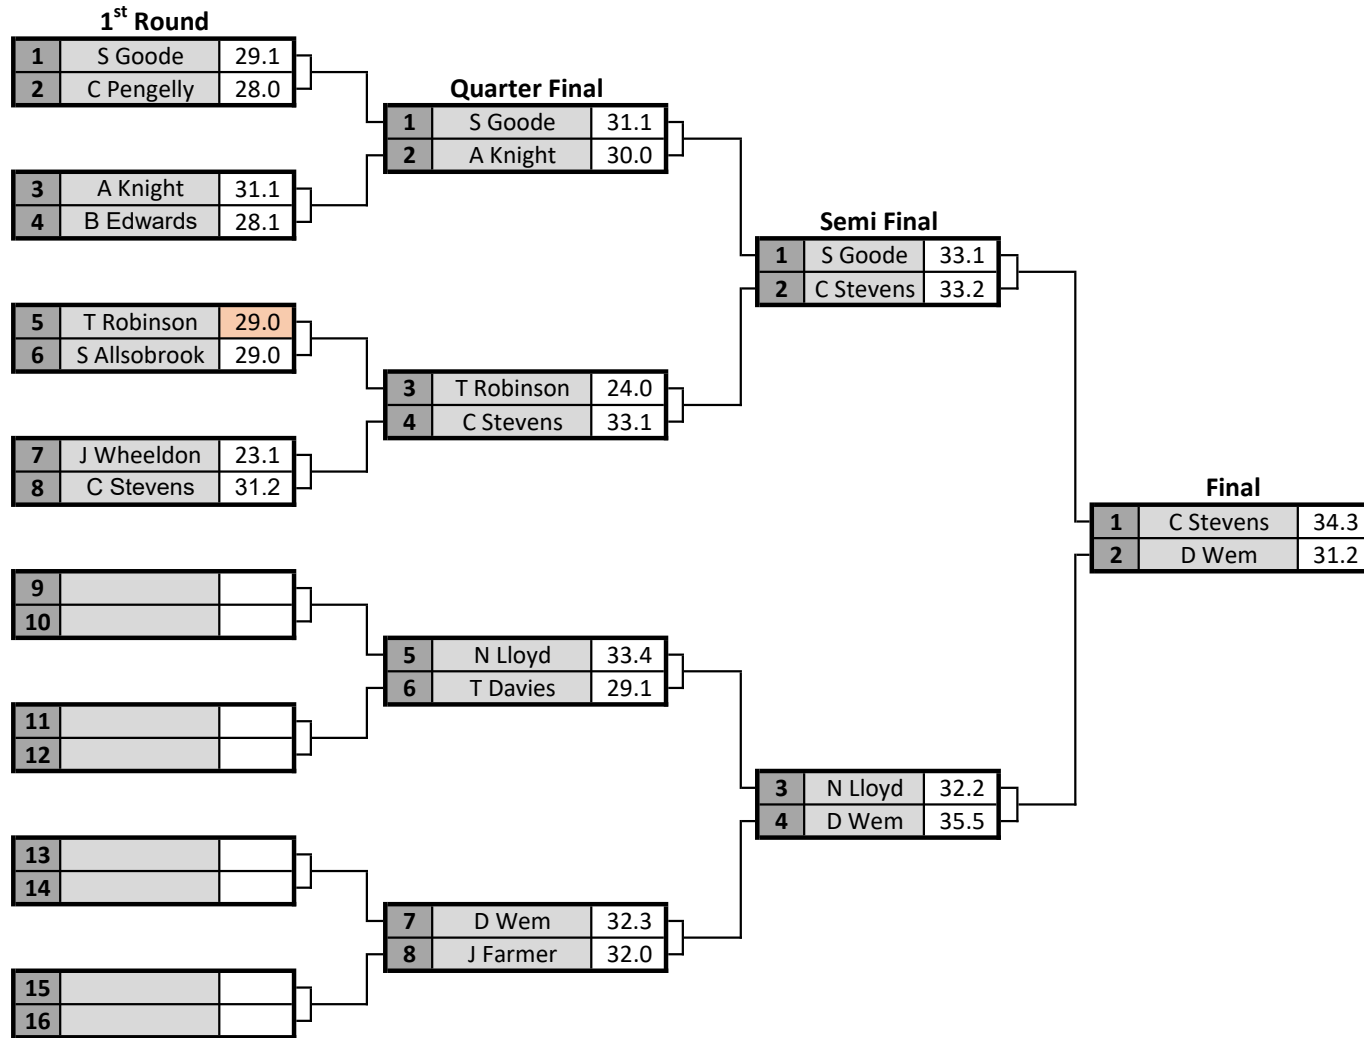 1st Round
1 S Goode 29.1
2 C Pengelly 28.0
3 A Knight 31.1
4 B Edwards 28.1
5 T Robinson 29.0
6 S Allsobrook 29.0
7 J Wheeldon 23.1
8 C Stevens 31.2
9
10
11
12
13
14
15
16
Quarter Final
1 S Goode 31.1
2 A Knight 30.0
3 T Robinson 24.0
4 C Stevens 33.1
5 N Lloyd 33.4
6 T Davies 29.1
7 D Wem 32.3
8 J Farmer 32.0
Semi Final
1 S Goode 33.1
2 C Stevens 33.2
3 N Lloyd 32.2
4 D Wem 35.5
Final
1 C Stevens 34.3
2 D Wem 31.2